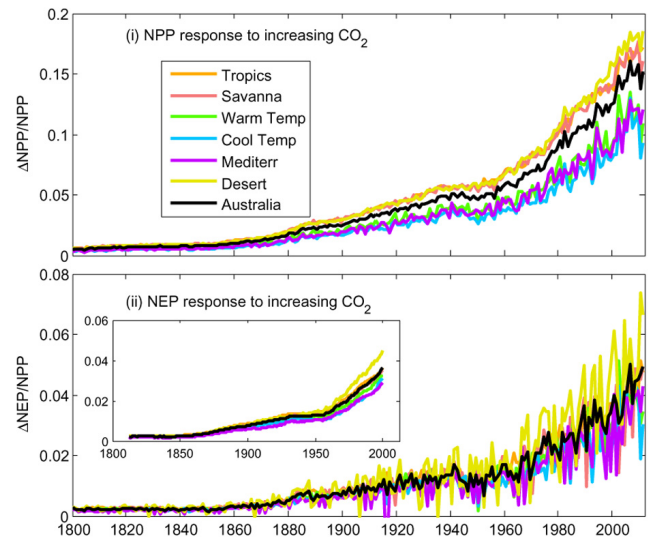 (i) NPP response to increasing CO2
0.2
0.15
0.1
0.05
0
ΔNPP/NPP
Tropics
Savanna
Warm Temp
Cool Temp
Mediterr
Desert
Australia
(ii) NEP response to increasing CO2
0.08
0.06
0.04
0.02
0
ΔNEP/NPP
0.06
0.04
0.02
0
1800 1850 1900 1950 2000
1800 1820 1840 1860 1880 1900 1920 1940 1960 1980 2000